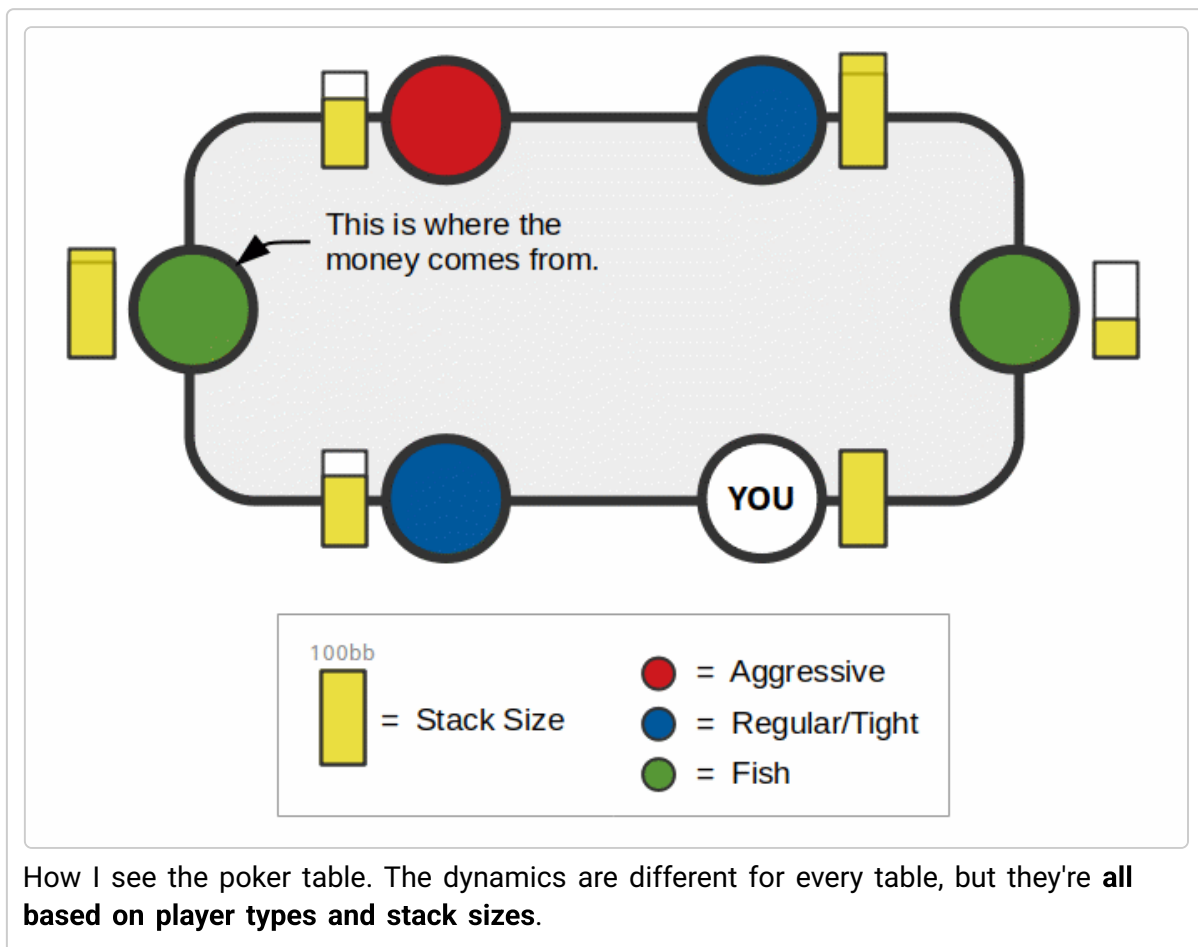 This is where the
money comes from.
YOU
100bb
= Stack Size
= Aggressive
= Regular/Tight
= Fish
How I see the poker table. The dynamics are different for every table, but they're all
based on player types and stack sizes.